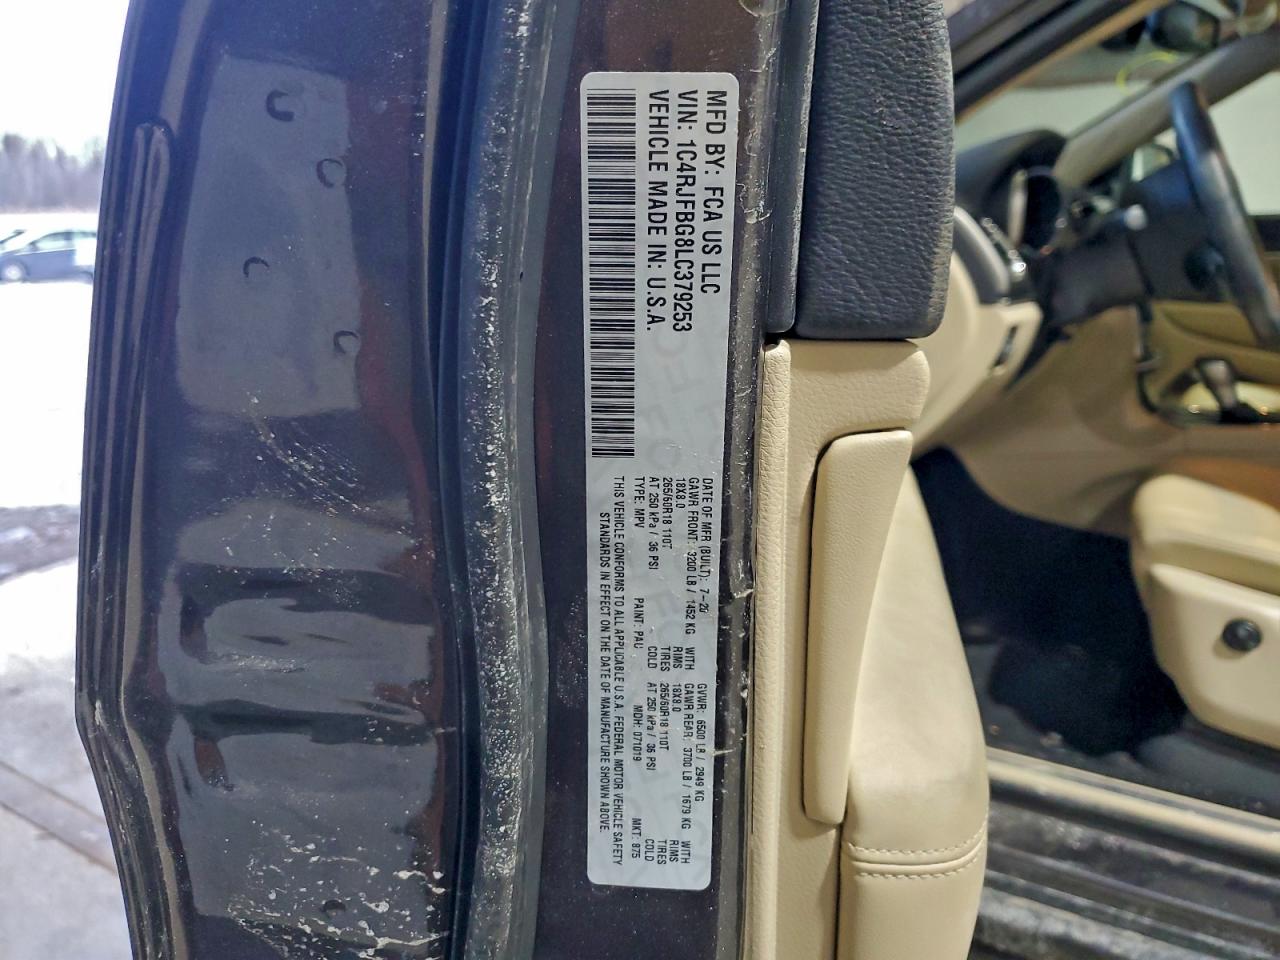 MFD BY: FCA US LLC
VIN: 1C4RJFBG8LC379253
VEHICLE MADE IN: U.S.A.
DATE OF MFR (BUILT): 7-20 GVWR: 6500 LB / 2949 KG
GAWR FRONT: 3200 LB / 1452 KG WITH GAWR REAR: 3700 LB / 1679 KG WITH
18X8.0 RIMS 18X8.0 RIMS
265/60R18 110T TIRES 265/60R18 110T TIRES
AT 250 kPa / 36 PSI COLD AT 250 kPa / 36 PSI COLD
TYPE: MPV PAINT: PAU MDH: 071019 MKT: 875
THIS VEHICLE CONFORMS TO ALL APPLICABLE U.S.A. FEDERAL MOTOR VEHICLE SAFETY
STANDARDS IN EFFECT ON THE DATE OF MANUFACTURE SHOWN ABOVE.